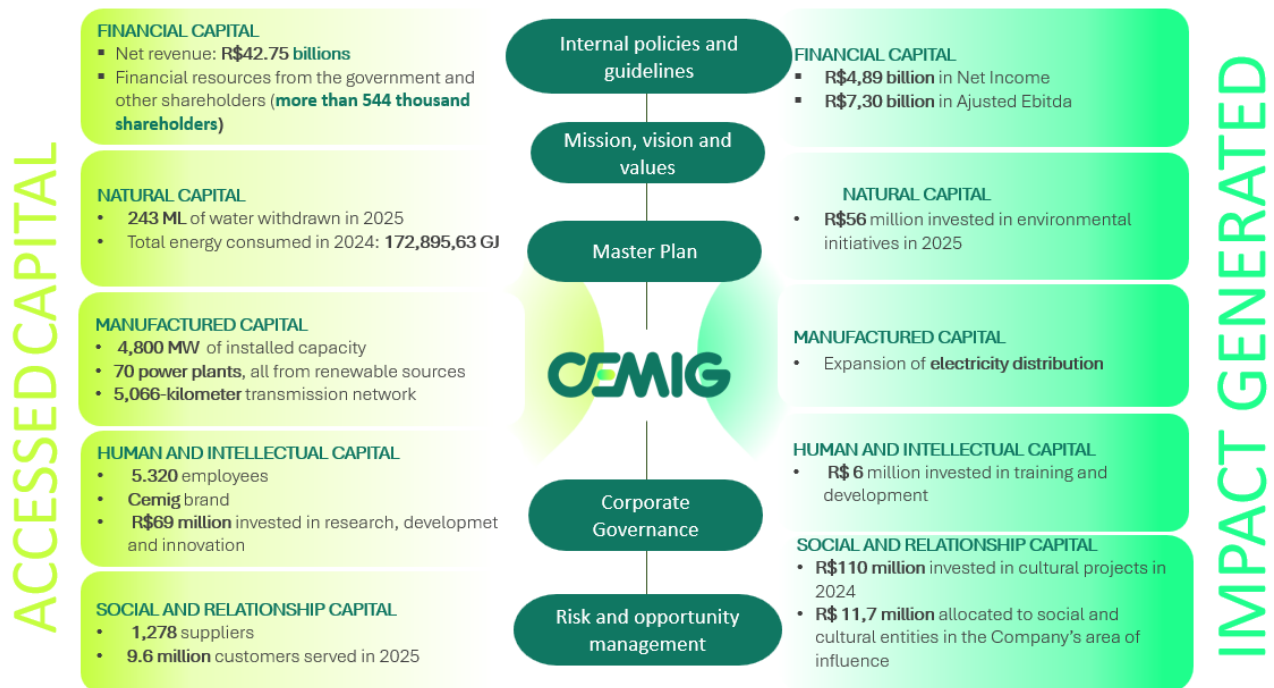 ACCESSED CAPITAL
FINANCIAL CAPITAL
▪ Net revenue: R$42.75 billions
▪ Financial resources from the government and
other shareholders (more than 544 thousand
shareholders)
NATURAL CAPITAL
• 243 ML of water withdrawn in 2025
• Total energy consumed in 2024: 172,895,63 GJ
MANUFACTURED CAPITAL
• 4,800 MW of installed capacity
• 70 power plants, all from renewable sources
• 5,066-kilometer transmission network
HUMAN AND INTELLECTUAL CAPITAL
• 5.320 employees
• Cemig brand
• R$69 million invested in research, developmet
and innovation
SOCIAL AND RELATIONSHIP CAPITAL
• 1,278 suppliers
• 9.6 million customers served in 2025
Internal policies and
guidelines
Mission, vision and
values
Master Plan
CEMIG
Corporate
Governance
Risk and opportunity
management
FINANCIAL CAPITAL
▪ R$4,89 billion in Net Income
▪ R$7,30 billion in Ajusted Ebitda
NATURAL CAPITAL
• R$56 million invested in environmental
initiatives in 2025
MANUFACTURED CAPITAL
• Expansion of electricity distribution
HUMAN AND INTELLECTUAL CAPITAL
• R$ 6 million invested in training and
development
SOCIAL AND RELATIONSHIP CAPITAL
• R$110 million invested in cultural projects in
2024
• R$ 11,7 million allocated to social and
cultural entities in the Company's area of
influence
IMPACT GENERATED